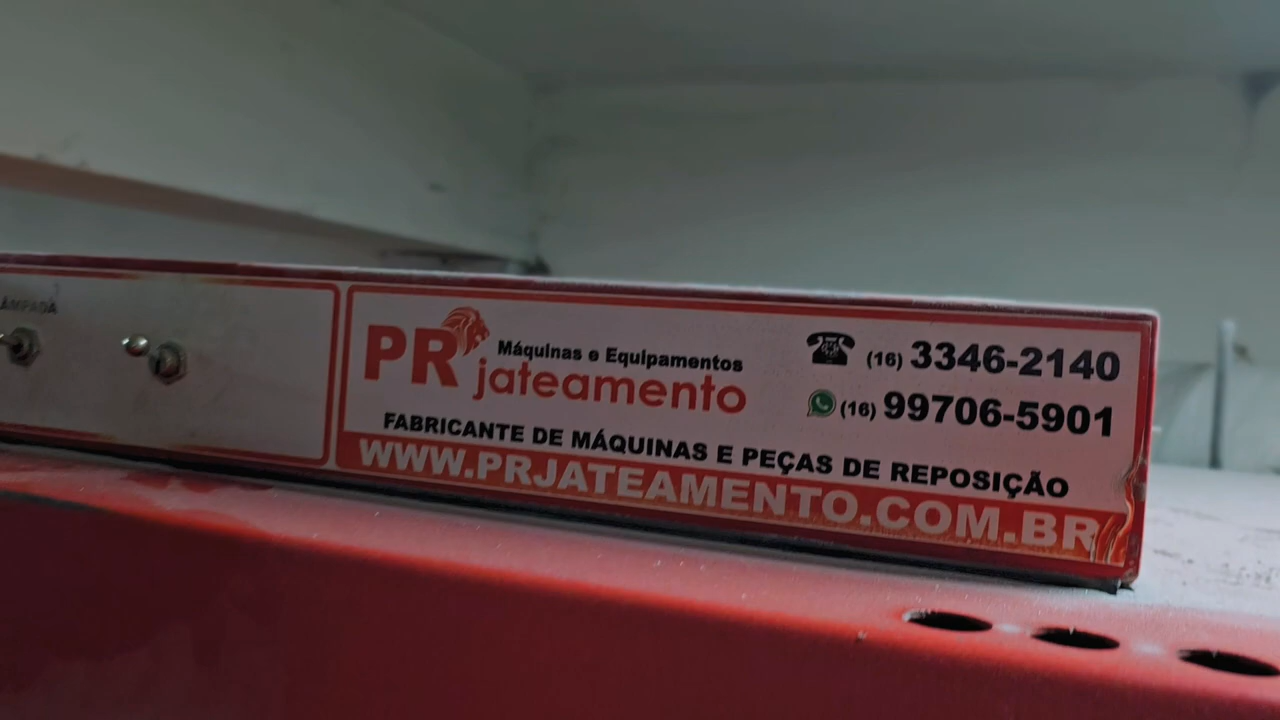 LÂMPADA
PR
Máquinas e Equipamentos
jateamento
(16) 3346-2140
(16) 99706-5901
FABRICANTE DE MÁQUINAS E PEÇAS DE REPOSIÇÃO
WWW.PRJATEAMENTO.COM.BR